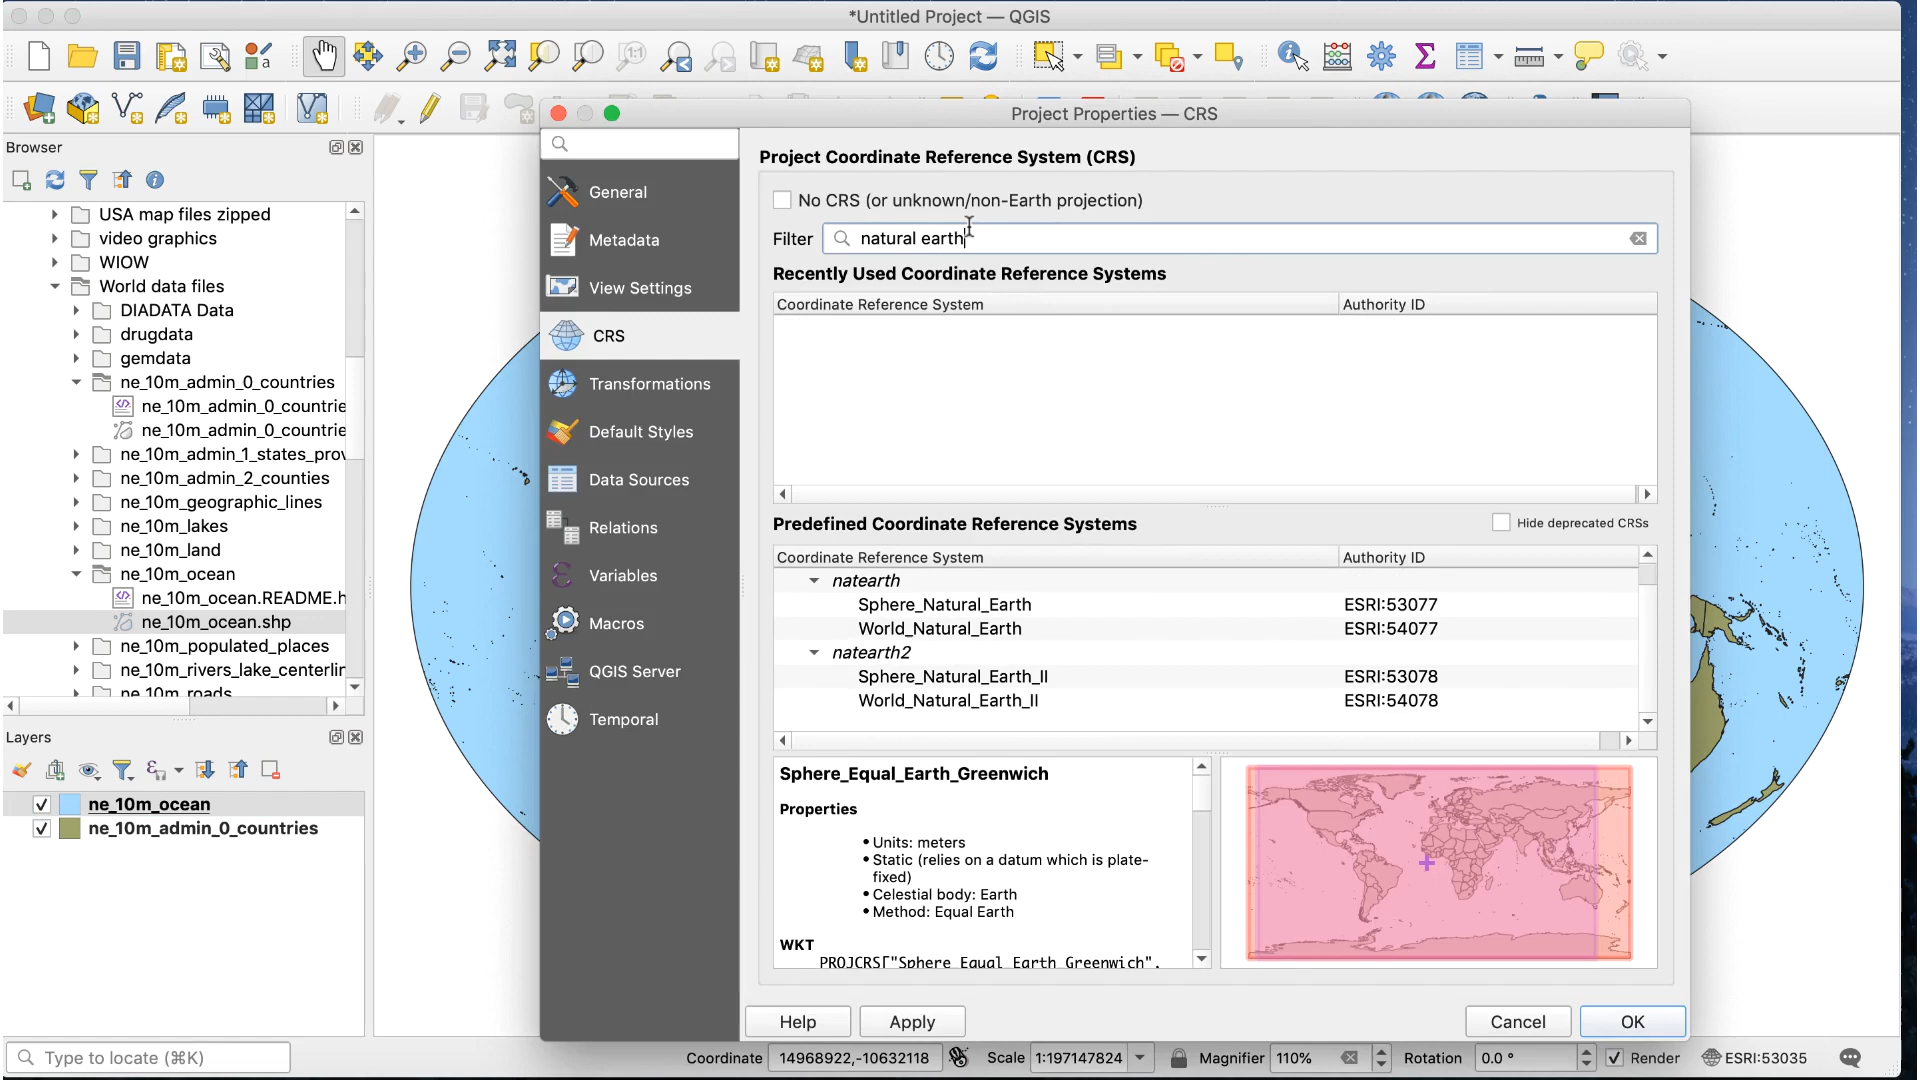 *Untitled Project — QGIS
Browser
USA map files zipped
video graphics
WIOW
World data files
DIADATA Data
drugdata
gemdata
ne_10m_admin_0_countries
ne_10m_admin_0_countrie
ne_10m_admin_0_countrie
ne_10m_admin_1_states_prov
ne_10m_admin_2_counties
ne_10m_geographic_lines
ne_10m_lakes
ne_10m_land
ne_10m_ocean
ne_10m_ocean.README.h
ne_10m_ocean.shp
ne_10m_populated_places
ne_10m_rivers_lake_centerlin
ne_10m_roads
Layers
ne_10m_ocean
ne_10m_admin_0_countries
Type to locate (⌘K)
Project Properties — CRS
General
Metadata
View Settings
CRS
Transformations
Default Styles
Data Sources
Relations
Variables
Macros
QGIS Server
Temporal
Project Coordinate Reference System (CRS)
No CRS (or unknown/non-Earth projection)
Filter natural earth
Recently Used Coordinate Reference Systems
Coordinate Reference System Authority ID
Predefined Coordinate Reference Systems Hide deprecated CRSs
Coordinate Reference System Authority ID
natearth
Sphere_Natural_Earth ESRI:53077
World_Natural_Earth ESRI:54077
natearth2
Sphere_Natural_Earth_II ESRI:53078
World_Natural_Earth_II ESRI:54078
Sphere_Equal_Earth_Greenwich
Properties
• Units: meters
• Static (relies on a datum which is plate-
fixed)
• Celestial body: Earth
• Method: Equal Earth
WKT
PROJCRS["Sphere_Equal_Earth_Greenwich",
Help Apply Cancel OK
Coordinate 14968922,-10632118 Scale 1:197147824 Magnifier 110% Rotation 0.0 ° Render ESRI:53035